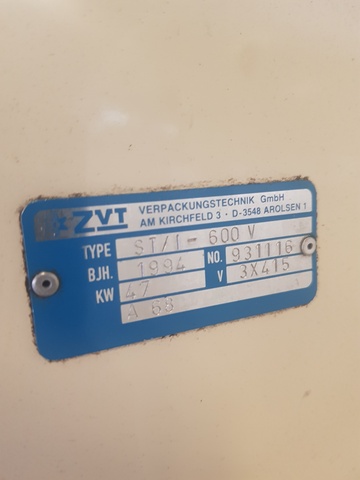 ZVT VERPACKUNGSTECHNIK GmbH
AM KIRCHFELD 3 · D-3548 AROLSEN 1
TYPE ST/1-600 V
BJH. 1994 NO. 931116
KW 47 V 3X415
A 68